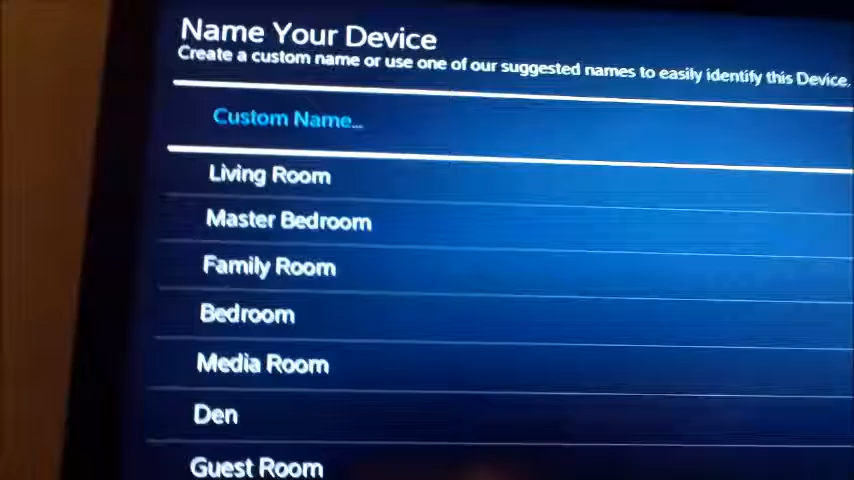 Name Your Device
Create a custom name or use one of our suggested names to easily identify this Device.
Custom Name...
Living Room
Master Bedroom
Family Room
Bedroom
Media Room
Den
Guest Room